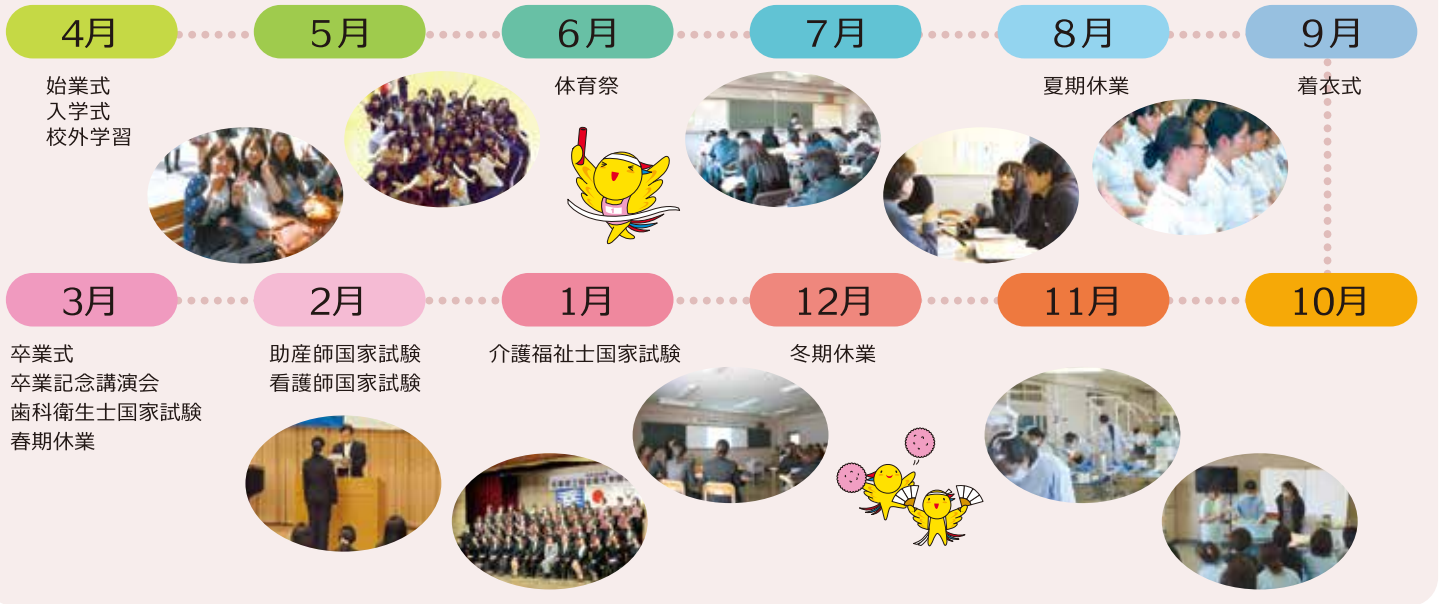 4月
始業式
入学式
校外学習
5月
6月
体育祭
7月
8月
夏期休業
9月
着衣式
10月
11月
12月
冬期休業
1月
介護福祉士国家試験
2月
助産師国家試験
看護師国家試験
3月
卒業式
卒業記念講演会
歯科衛生士国家試験
春期休業